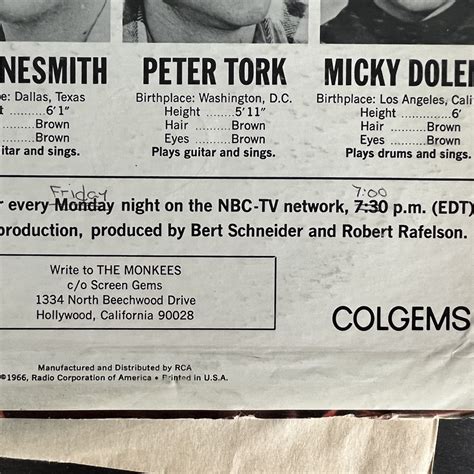 NESMITH PETER TORK MICKY DOLE
pe: Dallas, Texas Birthplace: Washington, D.C. Birthplace: Los Angeles, Cali
t ..........6'1" Height ..........5'11" Height ..............6'
..........Brown Hair ..........Brown Hair ..........Brown
..........Brown Eyes ..........Brown Eyes ..........Brown
itar and sings. Plays guitar and sings. Plays drums and sings.
Friday 7:00
r every Monday night on the NBC-TV network, 7:30 p.m. (EDT)
production, produced by Bert Schneider and Robert Rafelson.
Write to THE MONKEES
c/o Screen Gems
1334 North Beechwood Drive
Hollywood, California 90028
COLGEMS
Manufactured and Distributed by RCA
©1966, Radio Corporation of America • Printed in U.S.A.